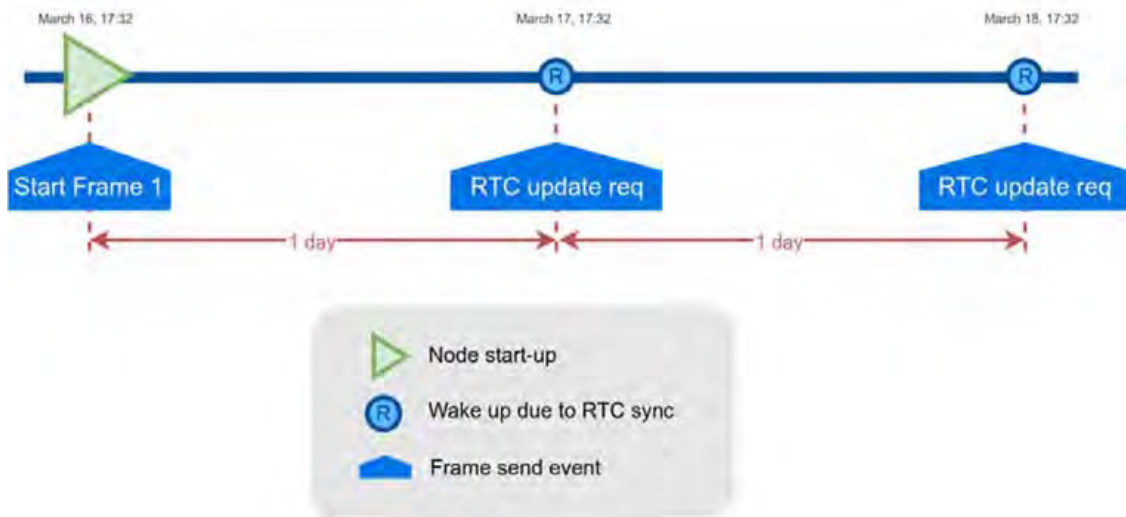 March 16, 17:32
March 17, 17:32
March 18, 17:32
R
R
Start Frame 1
RTC update req
RTC update req
1 day
1 day
Node start-up
R
Wake up due to RTC sync
Frame send event